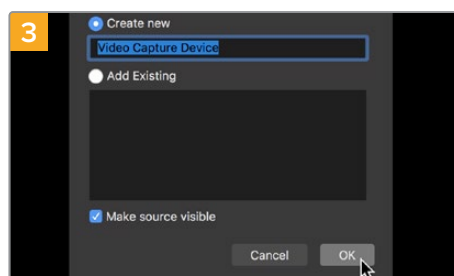 3
Create new
Video Capture Device
Add Existing
Make source visible
Cancel OK